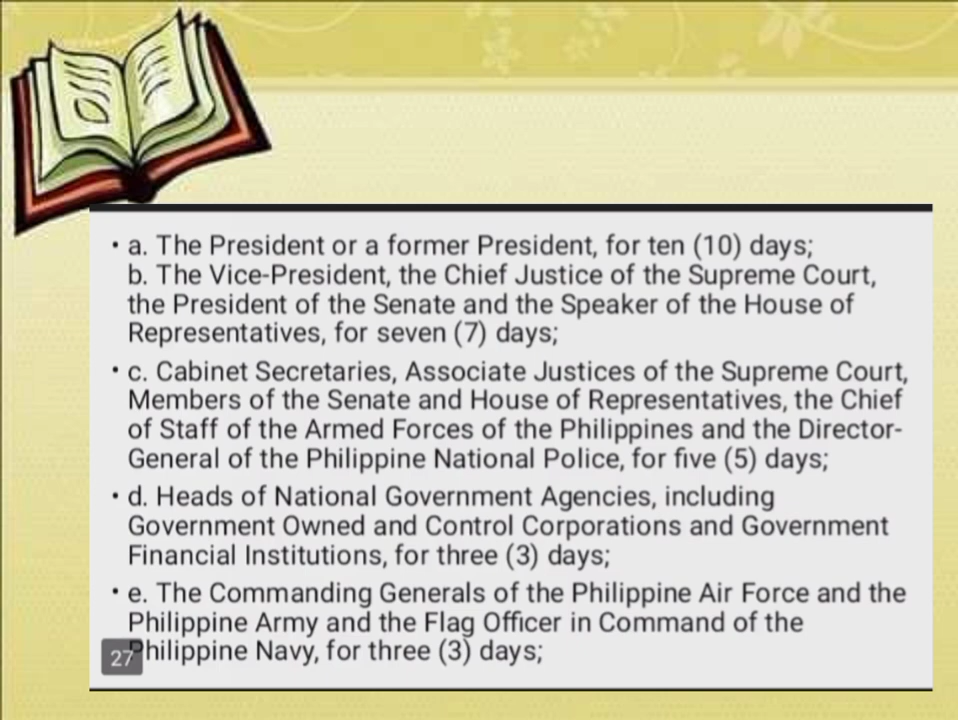 • a. The President or a former President, for ten (10) days;
b. The Vice-President, the Chief Justice of the Supreme Court,
the President of the Senate and the Speaker of the House of
Representatives, for seven (7) days;
• c. Cabinet Secretaries, Associate Justices of the Supreme Court,
Members of the Senate and House of Representatives, the Chief
of Staff of the Armed Forces of the Philippines and the Director-
General of the Philippine National Police, for five (5) days;
• d. Heads of National Government Agencies, including
Government Owned and Control Corporations and Government
Financial Institutions, for three (3) days;
• e. The Commanding Generals of the Philippine Air Force and the
Philippine Army and the Flag Officer in Command of the
Philippine Navy, for three (3) days;
27